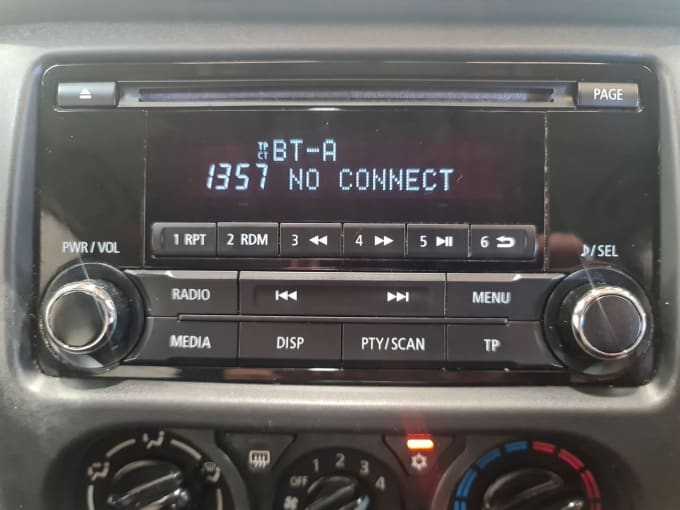 PAGE
TP
CT
BT-A
1357 NO CONNECT
PWR/VOL
1 RPT
2 RDM
3
4
5
6
♪/SEL
RADIO
MENU
MEDIA
DISP
PTY/SCAN
TP
OFF 1 2 3 4